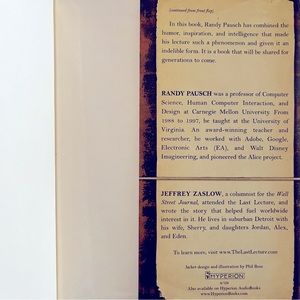 (continued from front flap)
In this book, Randy Pausch has combined the
humor, inspiration, and intelligence that made
his lecture such a phenomenon and given it an
indelible form. It is a book that will be shared for
generations to come.
RANDY PAUSCH was a professor of Computer
Science, Human Computer Interaction, and
Design at Carnegie Mellon University From
1988 to 1997, he taught at the University of
Virginia. An award-winning teacher and
researcher, he worked with Adobe, Google,
Electronic Arts (EA), and Walt Disney
Imagineering, and pioneered the Alice project.
JEFFREY ZASLOW, a columnist for the Wall
Street Journal, attended the Last Lecture, and
wrote the story that helped fuel worldwide
interest in it. He lives in suburban Detroit with
his wife, Sherry, and daughters Jordan, Alex,
and Eden.
To learn more, visit www.TheLastLecture.com
Jacket design and illustration by Phil Rose
HYPERION
Also available on Hyperion AudioBooks
www.HyperionBooks.com